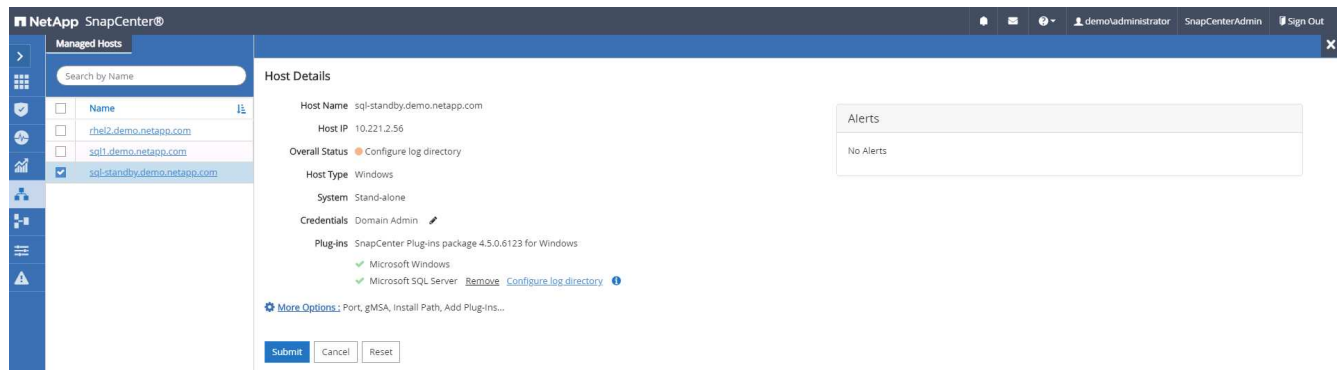 NetApp SnapCenter® demo\administrator SnapCenterAdmin Sign Out
Managed Hosts
Search by Name
Name
rhel2.demo.netapp.com
sql1.demo.netapp.com
sql-standby.demo.netapp.com
Host Details
Host Name sql-standby.demo.netapp.com
Host IP 10.221.2.56
Overall Status Configure log directory
Host Type Windows
System Stand-alone
Credentials Domain Admin
Plug-ins SnapCenter Plug-ins package 4.5.0.6123 for Windows
Microsoft Windows
Microsoft SQL Server Remove Configure log directory
More Options : Port, gMSA, Install Path, Add Plug-Ins...
Submit Cancel Reset
Alerts
No Alerts